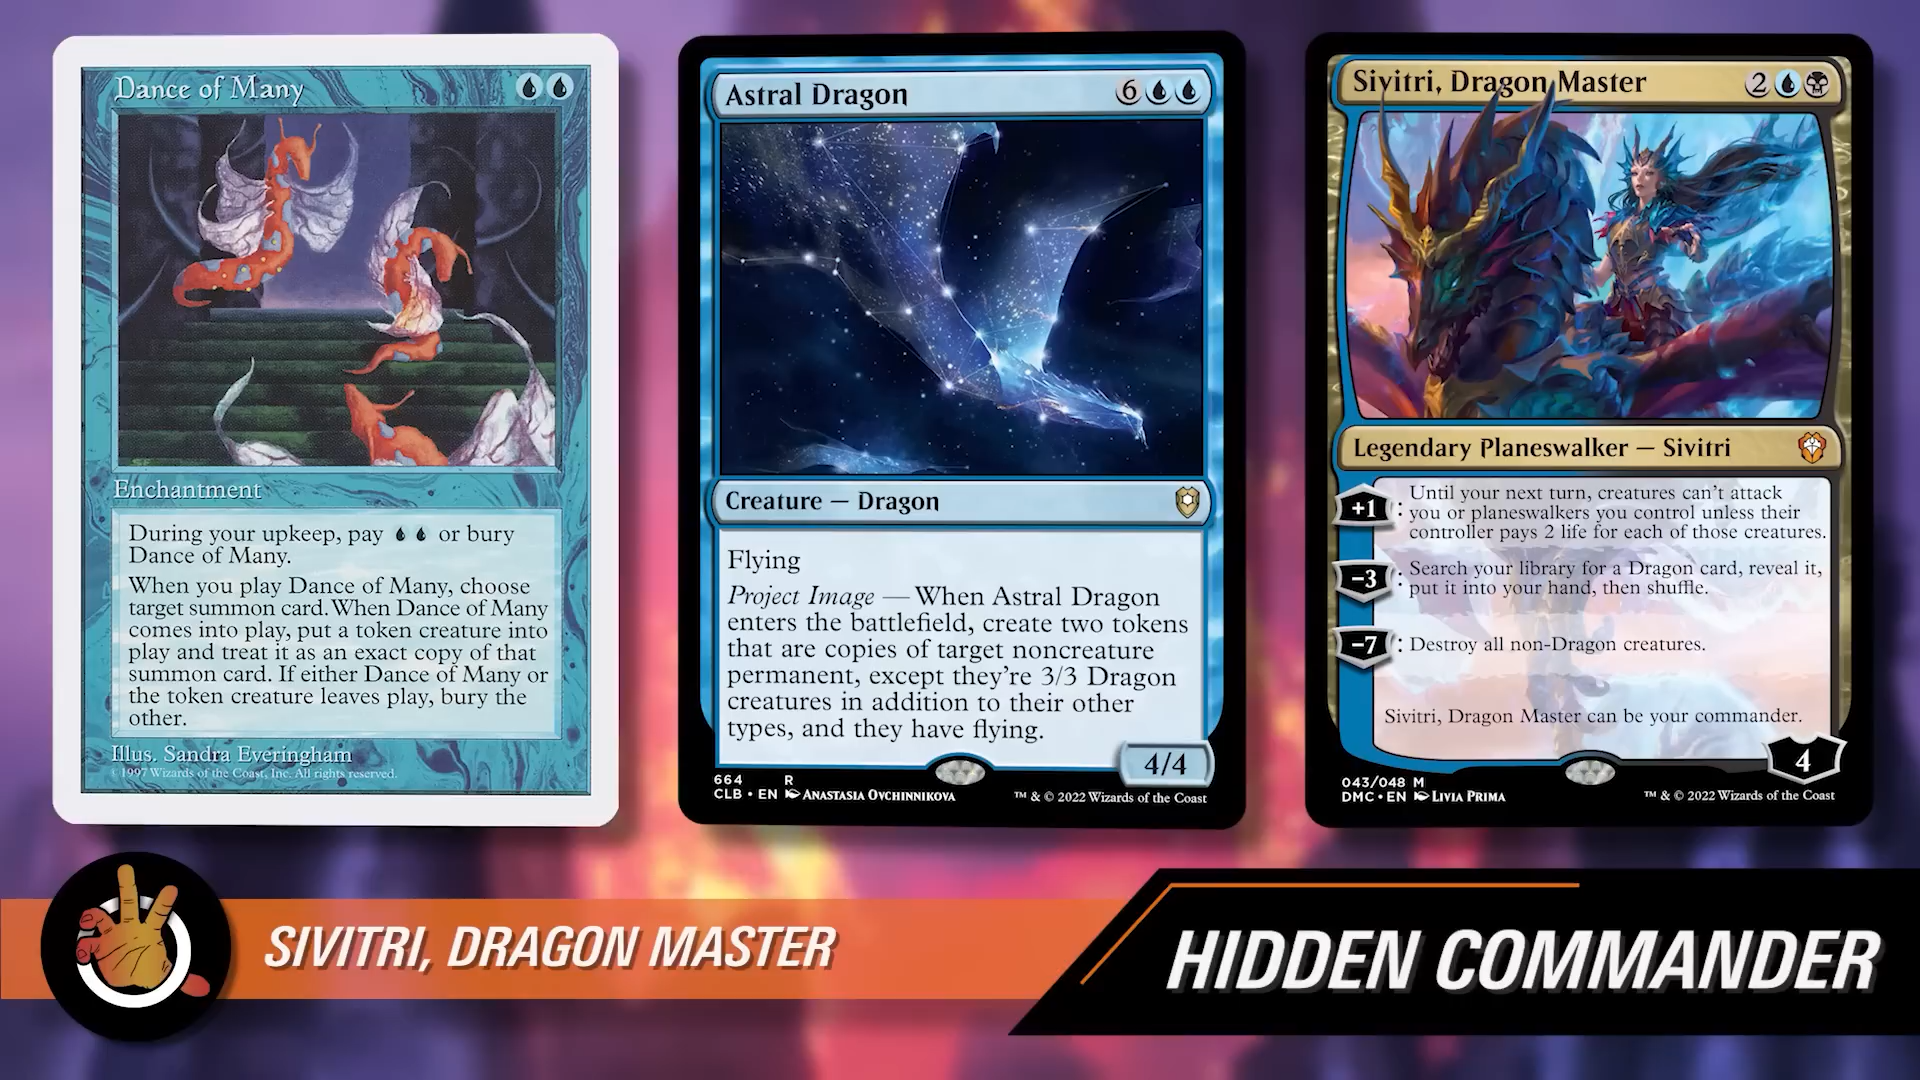 Dance of Many
Enchantment
During your upkeep, pay or bury
Dance of Many.
When you play Dance of Many, choose
target summon card. When Dance of Many
comes into play, put a token creature into
play and treat it as an exact copy of that
summon card. If either Dance of Many or
the token creature leaves play, bury the
other.
Illus. Sandra Everingham
© 1997 Wizards of the Coast, Inc. All rights reserved.
Astral Dragon 6
Creature — Dragon
Flying
Project Image — When Astral Dragon
enters the battlefield, create two tokens
that are copies of target noncreature
permanent, except they're 3/3 Dragon
creatures in addition to their other
types, and they have flying.
4/4
664 R
CLB • EN Anastasia Ovchinnikova
™ & © 2022 Wizards of the Coast
Sivitri, Dragon Master 2
Legendary Planeswalker — Sivitri
+1: Until your next turn, creatures can't attack
you or planeswalkers you control unless their
controller pays 2 life for each of those creatures.
−3: Search your library for a Dragon card, reveal it,
put it into your hand, then shuffle.
−7: Destroy all non-Dragon creatures.
Sivitri, Dragon Master can be your commander.
4
043/048 M
DMC • EN Livia Prima
™ & © 2022 Wizards of the Coast
SIVITRI, DRAGON MASTER
HIDDEN COMMANDER